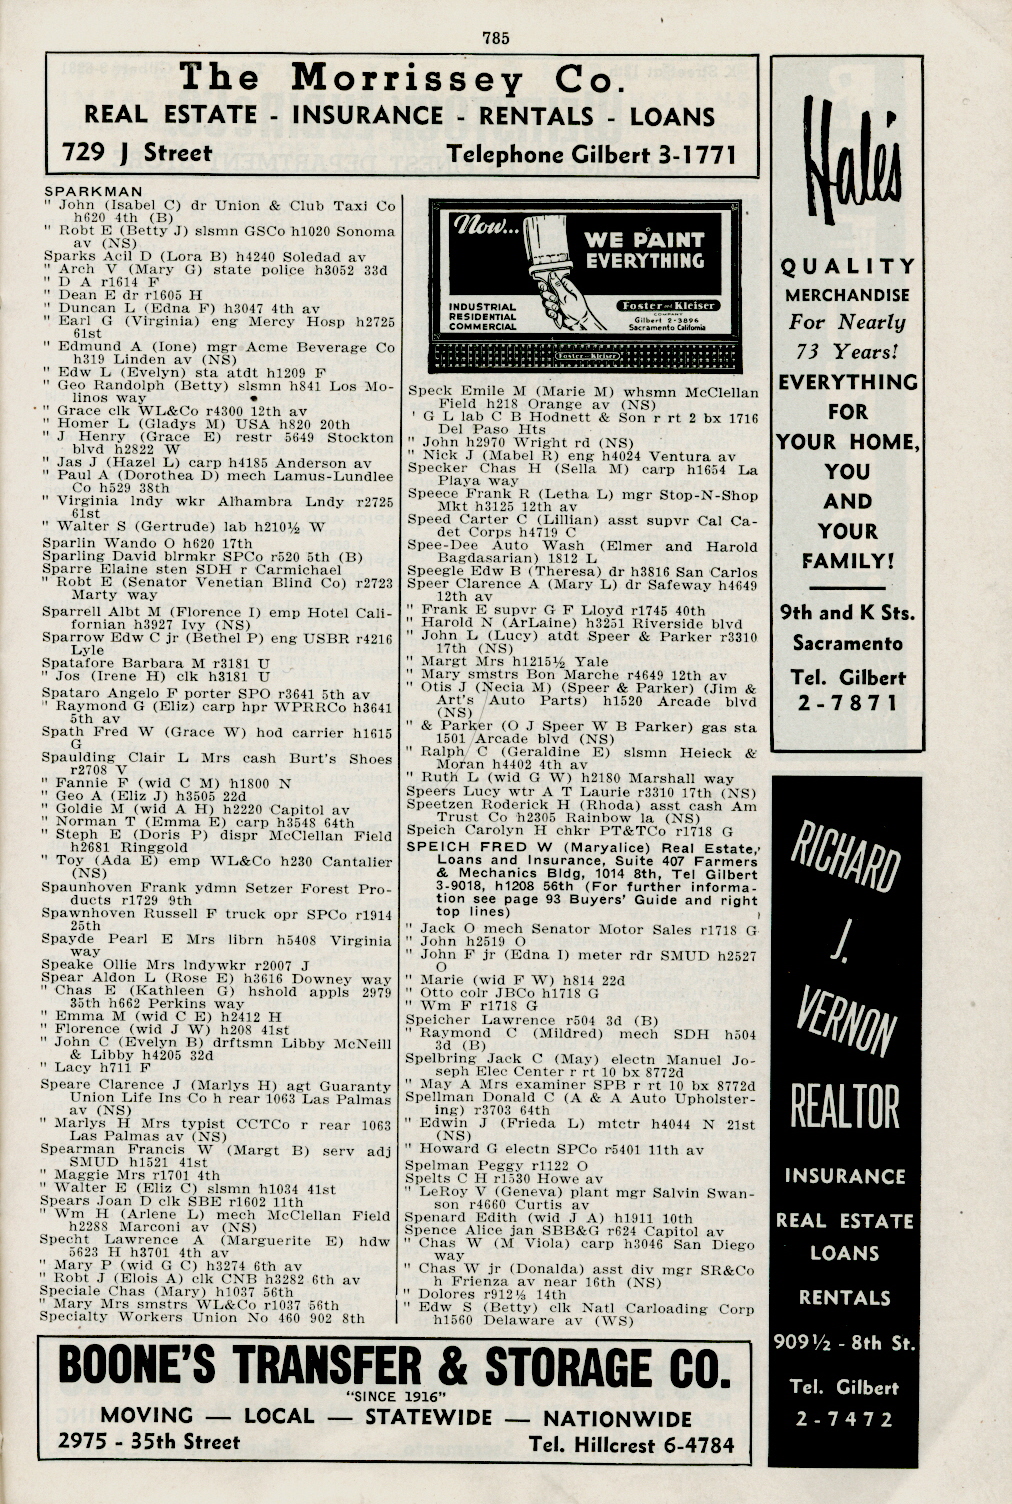 785
The Morrissey Co.
REAL ESTATE - INSURANCE - RENTALS - LOANS
729 J Street Telephone Gilbert 3-1771
SPARKMAN
" John (Isabel C) dr Union & Club Taxi Co
h620 4th (B)
" Robt E (Betty J) slsmn GSCo h1020 Sonoma
av (NS)
Sparks Acil D (Lora B) h4240 Soledad av
" Arch V (Mary G) state police h3052 33d
" D A r1614 F
" Dean E dr r1605 H
" Duncan L (Edna F) h3047 4th av
" Earl G (Virginia) eng Mercy Hosp h2725
61st
" Edmund A (Ione) mgr Acme Beverage Co
h319 Linden av (NS)
" Edw L (Evelyn) sta atdt h1209 F
" Geo Randolph (Betty) slsmn h841 Los Mo-
linos way
" Grace clk WL&Co r4300 12th av
" Homer L (Gladys M) USA h820 20th
" J Henry (Grace E) restr 5649 Stockton
blvd h2822 W
" Jas J (Hazel L) carp h4185 Anderson av
" Paul A (Dorothea D) mech Lamus-Lundlee
Co h529 38th
" Virginia lndy wkr Alhambra Lndy r2725
61st
" Walter S (Gertrude) lab h210½ W
Sparlin Wando O h620 17th
Sparling David blrmkr SPCo r520 5th (B)
Sparre Elaine sten SDH r Carmichael
" Robt E (Senator Venetian Blind Co) r2723
Marty way
Sparrell Albt M (Florence I) emp Hotel Cali-
fornian h3927 Ivy (NS)
Sparrow Edw C jr (Bethel P) eng USBR r4216
Lyle
Spatafore Barbara M r3181 U
" Jos (Irene H) clk h3181 U
Spataro Angelo F porter SPO r3641 5th av
" Raymond G (Eliz) carp hpr WPRRCo h3641
5th av
Spath Fred W (Grace W) hod carrier h1615
G
Spaulding Clair L Mrs cash Burt's Shoes
r2708 V
" Fannie F (wid C M) h1800 N
" Geo A (Eliz J) h3505 22d
" Goldie M (wid A H) h2220 Capitol av
" Norman T (Emma E) carp h3548 64th
" Steph E (Doris P) dispr McClellan Field
h2681 Ringgold
" Toy (Ada E) emp WL&Co h230 Cantalier
(NS)
Spaunhoven Frank ydmn Setzer Forest Pro-
ducts r1729 9th
Spawnhoven Russell F truck opr SPCo r1914
25th
Spayde Pearl E Mrs librn h5408 Virginia
way
Speake Ollie Mrs lndywkr r2007 J
Spear Aldon L (Rose E) h3616 Downey way
" Chas E (Kathleen G) hshold appls 2979
35th h662 Perkins way
" Emma M (wid C E) h2412 H
" Florence (wid J W) h208 41st
" John C (Evelyn B) drftsmn Libby McNeill
& Libby h4205 32d
" Lacy h711 F
Speare Clarence J (Marlys H) agt Guaranty
Union Life Ins Co h rear 1063 Las Palmas
av (NS)
" Marlys H Mrs typist CCTCo r rear 1063
Las Palmas av (NS)
Spearman Francis W (Margt B) serv adj
SMUD h1521 41st
" Maggie Mrs r1701 4th
" Walter E (Eliz C) slsmn h1034 41st
Spears Joan D clk SBE r1602 11th
" Wm H (Arlene L) mech McClellan Field
h2288 Marconi av (NS)
Specht Lawrence A (Marguerite E) hdw
5623 H h3701 4th av
" Mary P (wid G C) h3274 6th av
" Robt J (Elois A) clk CNB h3282 6th av
Speciale Chas (Mary) h1037 56th
" Mary Mrs smstrs WL&Co r1037 56th
Specialty Workers Union No 460 902 8th
Now...
WE PAINT
EVERYTHING
INDUSTRIAL
RESIDENTIAL
COMMERCIAL
Foster and Kleiser
COMPANY
Gilbert 2-3896
Sacramento California
Foster and Kleiser
Speck Emile M (Marie M) whsmn McClellan
Field h218 Orange av (NS)
' G L lab C B Hodnett & Son r rt 2 bx 1716
Del Paso Hts
" John h2970 Wright rd (NS)
" Nick J (Mabel R) eng h4024 Ventura av
Specker Chas H (Sella M) carp h1654 La
Playa way
Speece Frank R (Letha L) mgr Stop-N-Shop
Mkt h3125 12th av
Speed Carter C (Lillian) asst supvr Cal Ca-
det Corps h4719 C
Spee-Dee Auto Wash (Elmer and Harold
Bagdasarian) 1812 L
Speegle Edw B (Theresa) dr h3816 San Carlos
Speer Clarence A (Mary L) dr Safeway h4649
12th av
" Frank E supvr G F Lloyd r1745 40th
" Harold N (ArLaine) h3251 Riverside blvd
" John L (Lucy) atdt Speer & Parker r3310
17th (NS)
" Margt Mrs h1215½ Yale
" Mary smstrs Bon Marche r4649 12th av
" Otis J (Necia M) (Speer & Parker) (Jim &
Art's Auto Parts) h1520 Arcade blvd
(NS)
" & Parker (O J Speer W B Parker) gas sta
1501 Arcade blvd (NS)
" Ralph C (Geraldine E) slsmn Heieck &
Moran h4402 4th av
" Ruth L (wid G W) h2180 Marshall way
Speers Lucy wtr A T Laurie r3310 17th (NS)
Speetzen Roderick H (Rhoda) asst cash Am
Trust Co h2305 Rainbow la (NS)
Speich Carolyn H chkr PT&TCo r1718 G
SPEICH FRED W (Maryalice) Real Estate,
Loans and Insurance, Suite 407 Farmers
& Mechanics Bldg, 1014 8th, Tel Gilbert
3-9018, h1208 56th (For further informa-
tion see page 93 Buyers' Guide and right
top lines)
" Jack O mech Senator Motor Sales r1718 G
" John h2519 O
" John F jr (Edna I) meter rdr SMUD h2527
O
" Marie (wid F W) h814 22d
" Otto colr JBCo h1718 G
" Wm F r1718 G
Speicher Lawrence r504 3d (B)
" Raymond C (Mildred) mech SDH h504
3d (B)
Spelbring Jack C (May) electn Manuel Jo-
seph Elec Center r rt 10 bx 8772d
" May A Mrs examiner SPB r rt 10 bx 8772d
Spellman Donald C (A & A Auto Upholster-
ing) r3703 64th
" Edwin J (Frieda L) mtctr h4044 N 21st
(NS)
" Howard G electn SPCo r5401 11th av
Spelman Peggy r1122 O
Spelts C H r1530 Howe av
" LeRoy V (Geneva) plant mgr Salvin Swan-
son r4660 Curtis av
Spenard Edith (wid J A) h1911 10th
Spence Alice jan SBB&G r624 Capitol av
" Chas W (M Viola) carp h3046 San Diego
way
" Chas W jr (Donalda) asst div mgr SR&Co
h Frienza av near 16th (NS)
" Dolores r912½ 14th
" Edw S (Betty) clk Natl Carloading Corp
h1560 Delaware av (WS)
Hale's
QUALITY
MERCHANDISE
For Nearly
73 Years!
EVERYTHING
FOR
YOUR HOME,
YOU
AND
YOUR
FAMILY!
9th and K Sts.
Sacramento
Tel. Gilbert
2-7871
RICHARD
J.
VERNON
REALTOR
INSURANCE
REAL ESTATE
LOANS
RENTALS
909½ - 8th St.
Tel. Gilbert
2-7472
BOONE'S TRANSFER & STORAGE CO.
"SINCE 1916"
MOVING — LOCAL — STATEWIDE — NATIONWIDE
2975 - 35th Street Tel. Hillcrest 6-4784